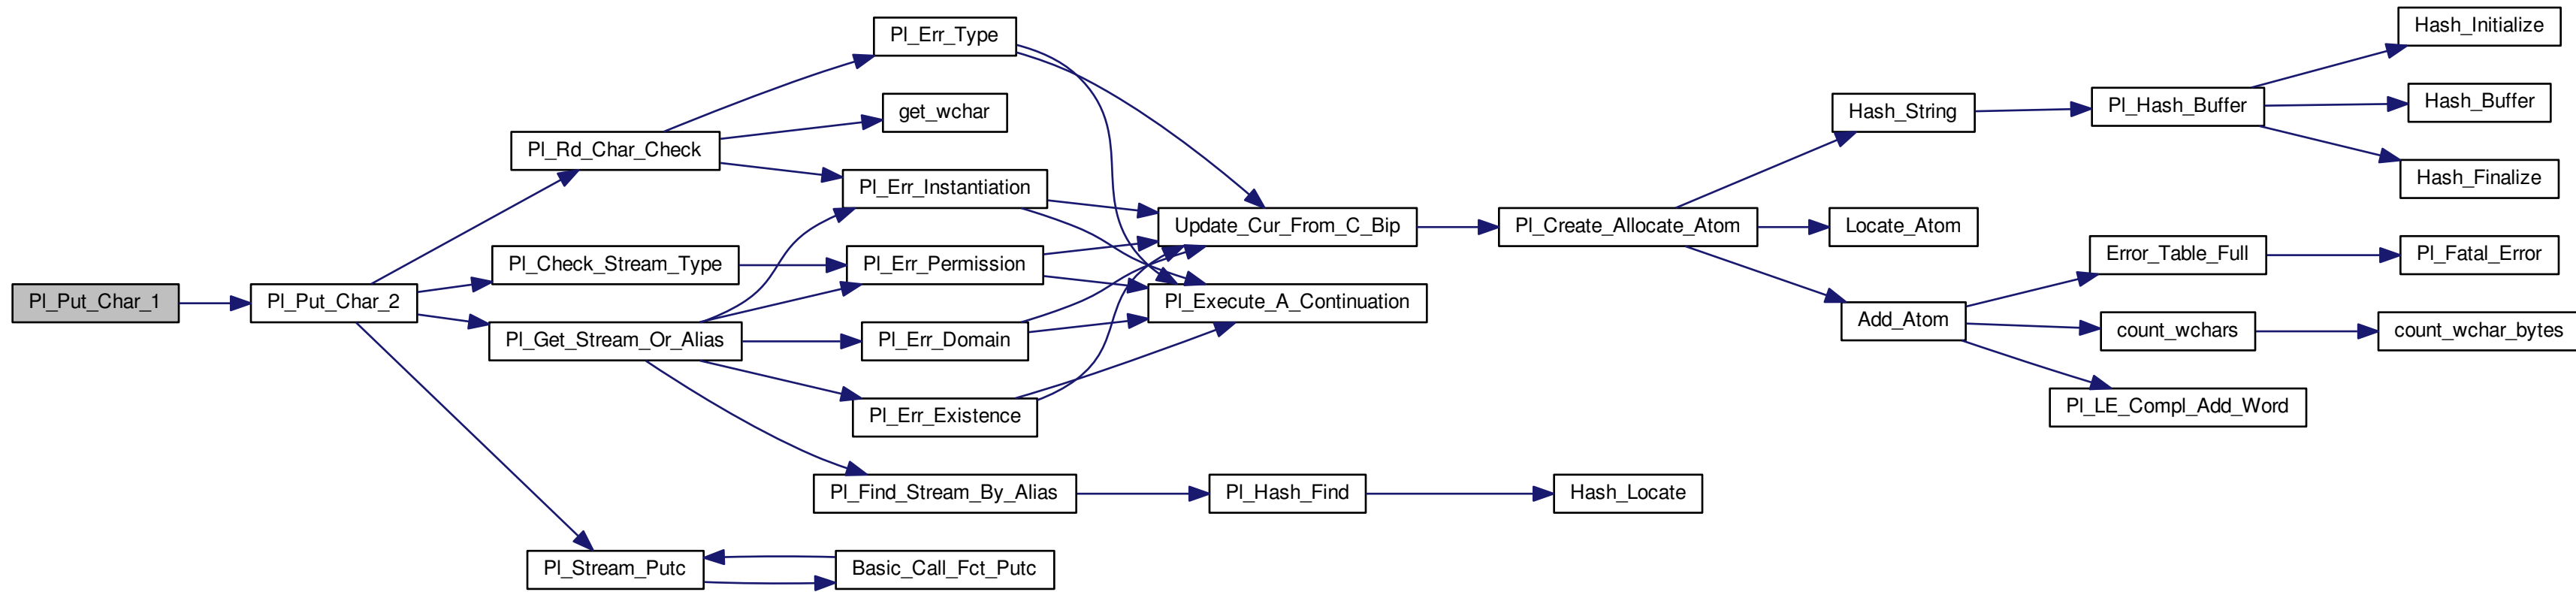 Pl_Put_Char_1
Pl_Put_Char_2
Pl_Rd_Char_Check
Pl_Check_Stream_Type
Pl_Get_Stream_Or_Alias
Pl_Stream_Putc
Pl_Err_Type
get_wchar
Pl_Err_Instantiation
Pl_Err_Permission
Pl_Err_Domain
Pl_Err_Existence
Pl_Find_Stream_By_Alias
Basic_Call_Fct_Putc
Update_Cur_From_C_Bip
Pl_Execute_A_Continuation
Pl_Hash_Find
Pl_Create_Allocate_Atom
Hash_Locate
Hash_String
Locate_Atom
Add_Atom
Pl_Hash_Buffer
Error_Table_Full
count_wchars
Pl_LE_Compl_Add_Word
Hash_Initialize
Hash_Buffer
Hash_Finalize
Pl_Fatal_Error
count_wchar_bytes